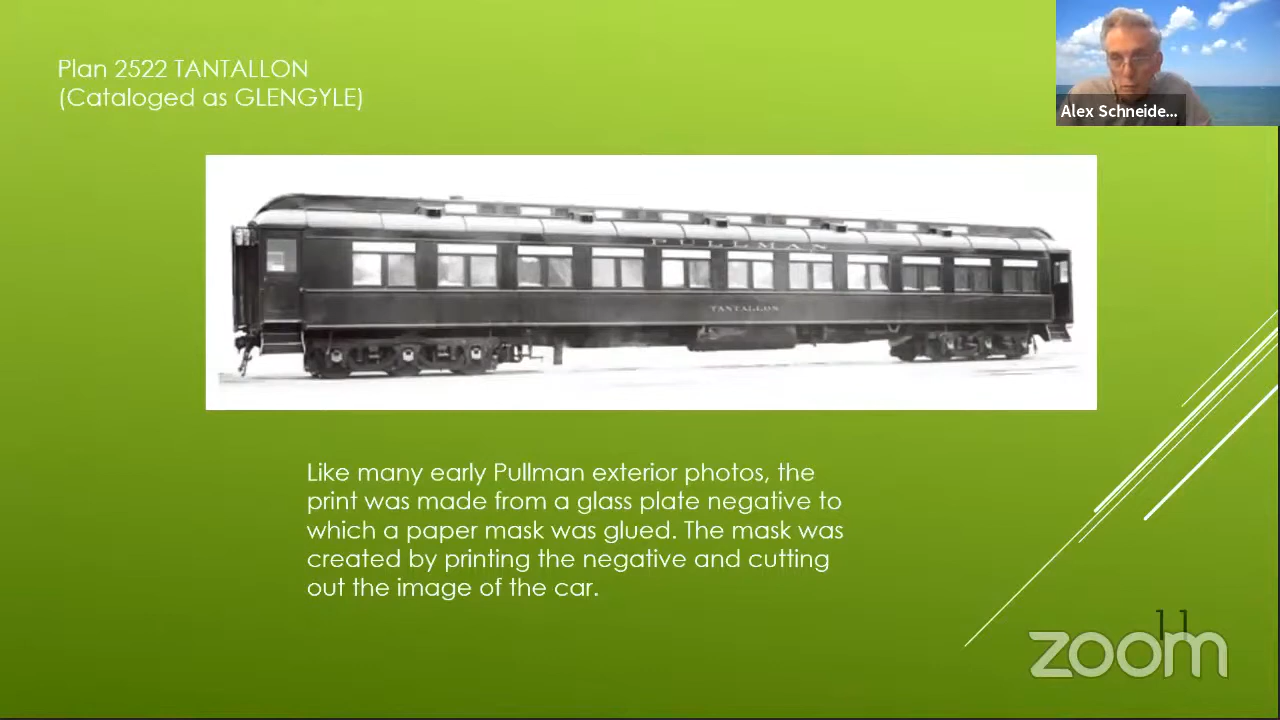 Plan 2522 TANTALLON
(Cataloged as GLENGYLE)
Alex Schneide...
PULLMAN
TANTALLON
Like many early Pullman exterior photos, the
print was made from a glass plate negative to
which a paper mask was glued. The mask was
created by printing the negative and cutting
out the image of the car.
11
zoom